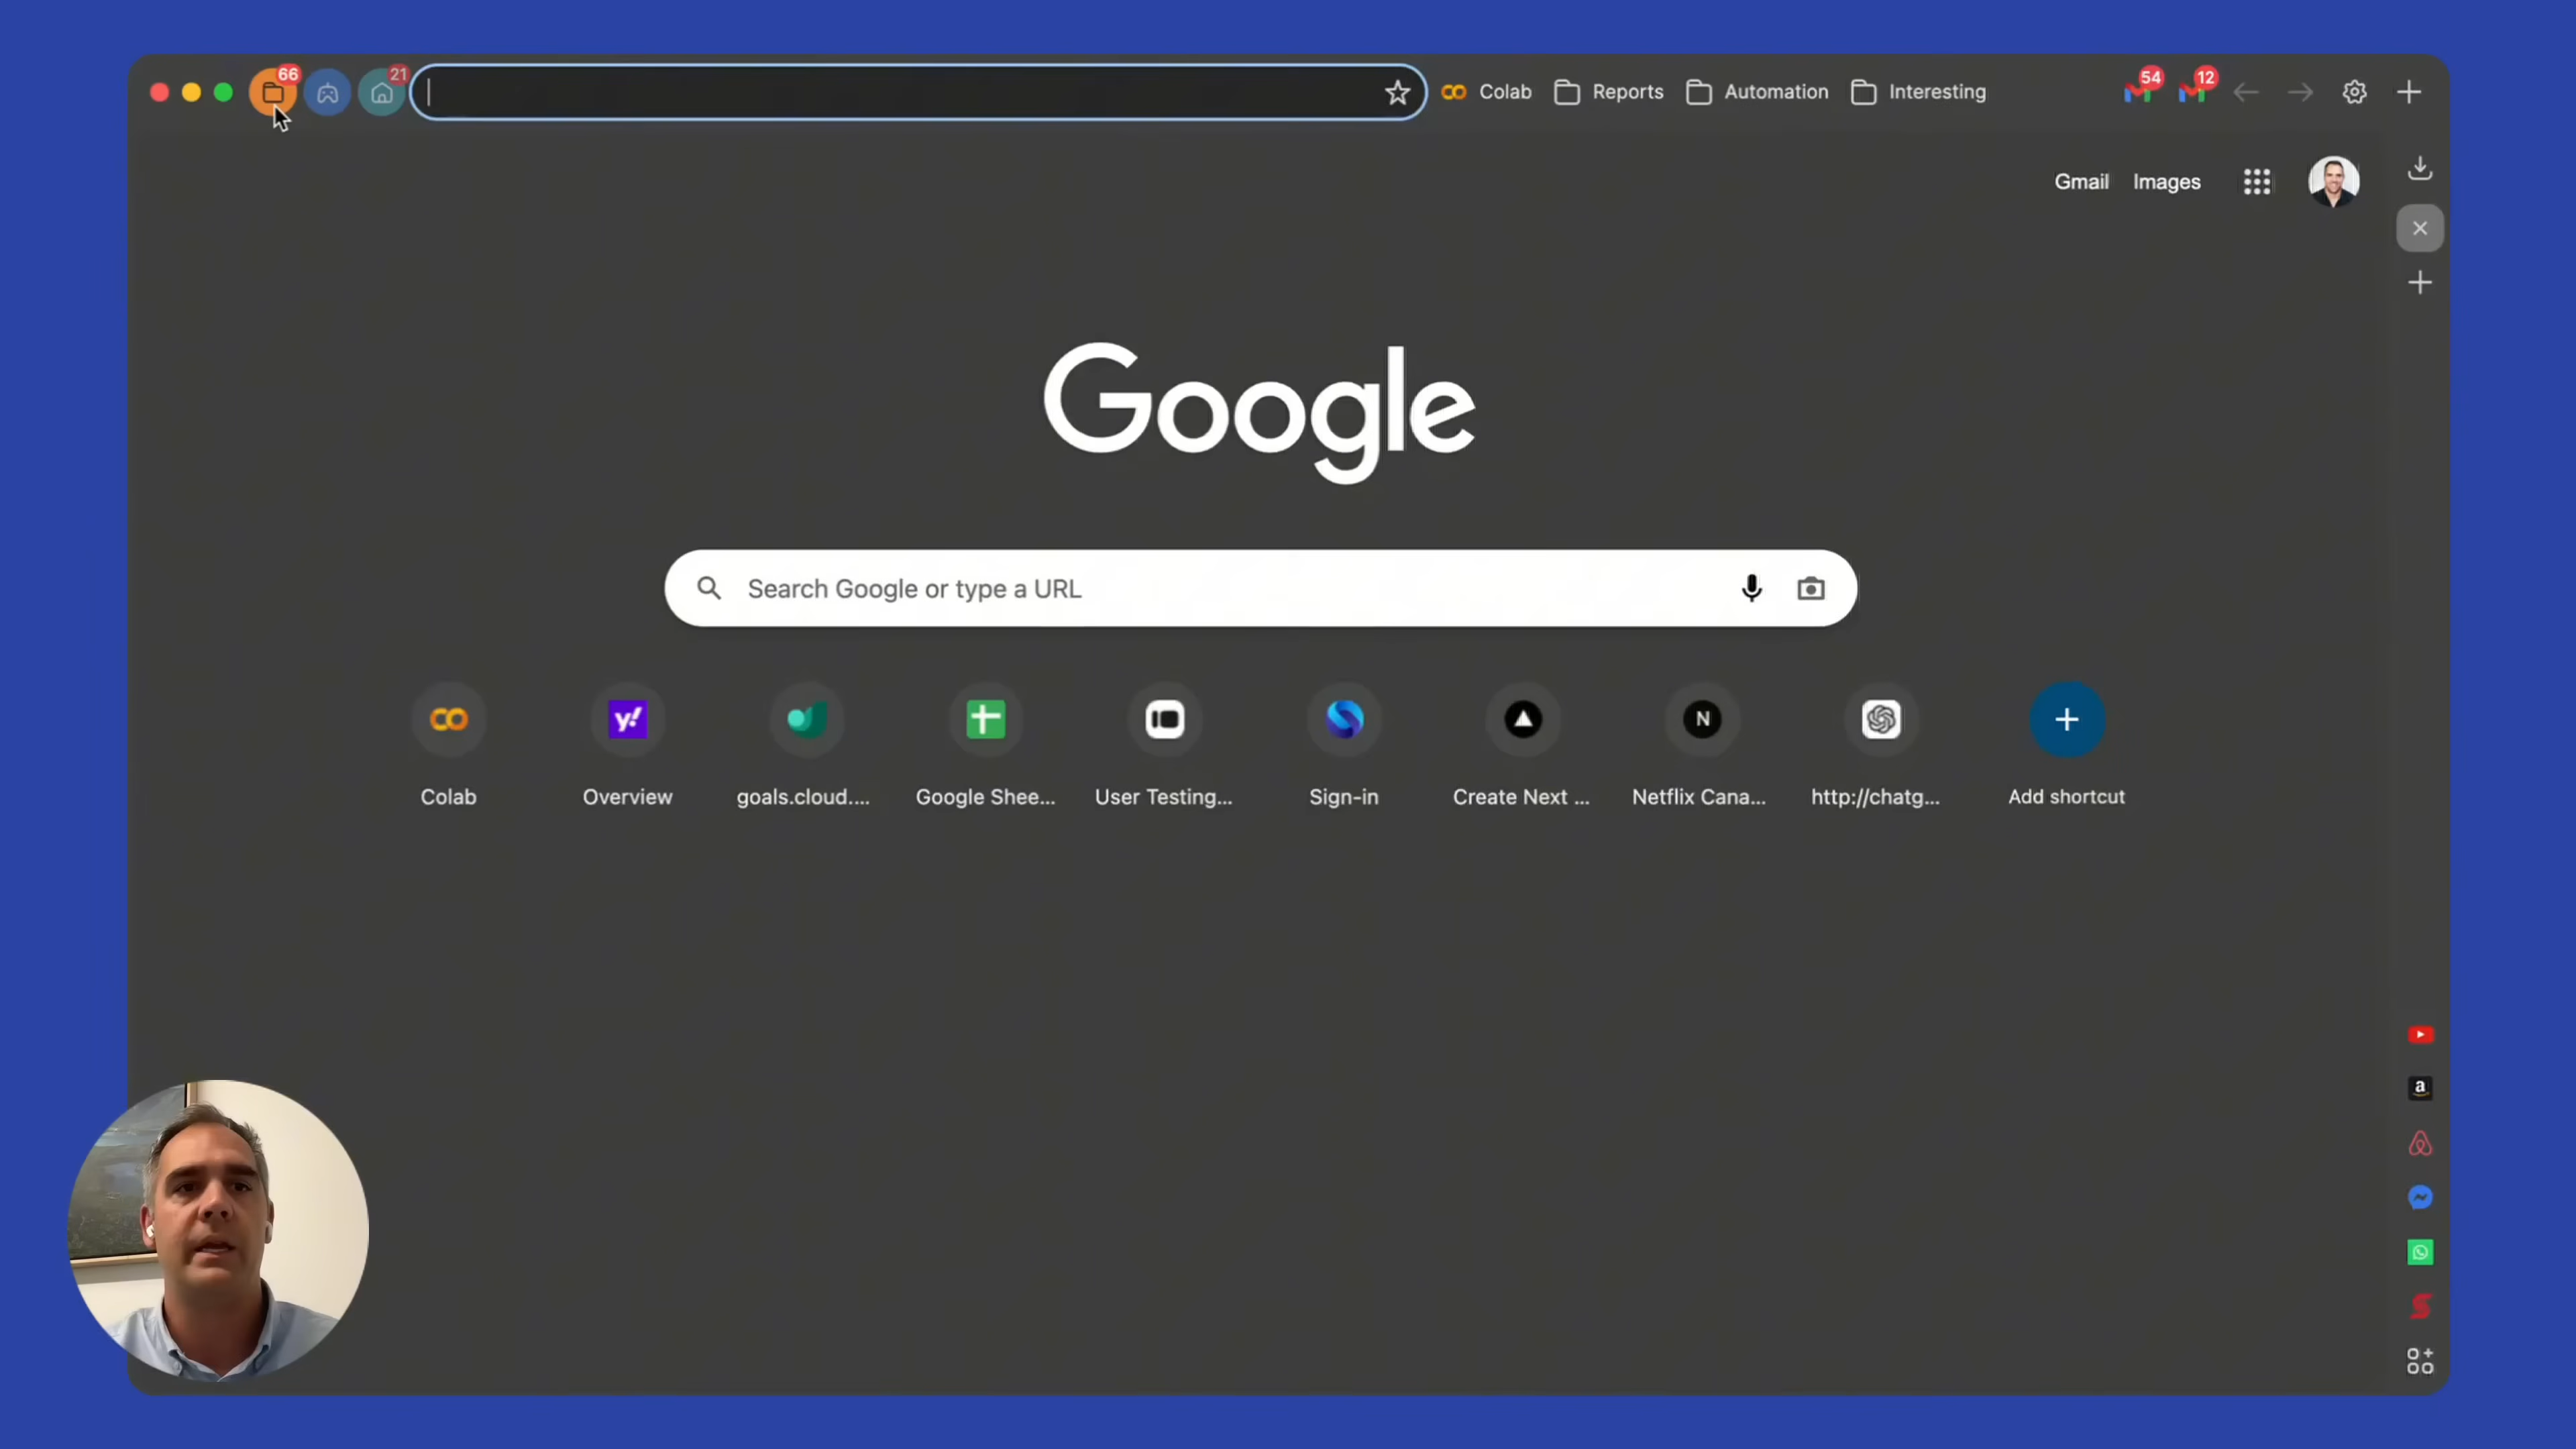 66
21
Colab
Reports
Automation
Interesting
54
12
Gmail
Images
Google
Search Google or type a URL
y!
N
Colab
Overview
goals.cloud....
Google Shee...
User Testing...
Sign-in
Create Next ...
Netflix Cana...
http://chatg...
Add shortcut
a